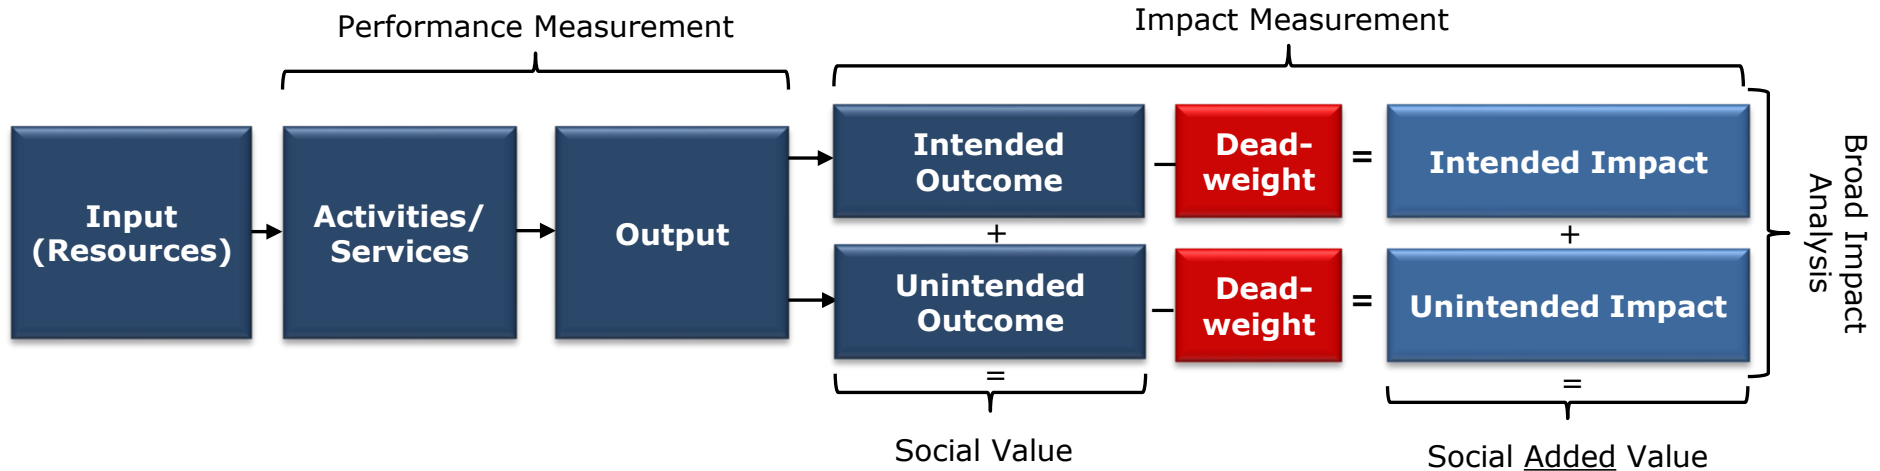 Performance Measurement
Impact Measurement
Input
(Resources)
Activities/
Services
Output
Intended
Outcome
–
Dead-
weight
=
Intended Impact
+
+
Unintended
Outcome
–
Dead-
weight
=
Unintended Impact
=
=
Social Value
Social Added Value
Broad Impact
Analysis